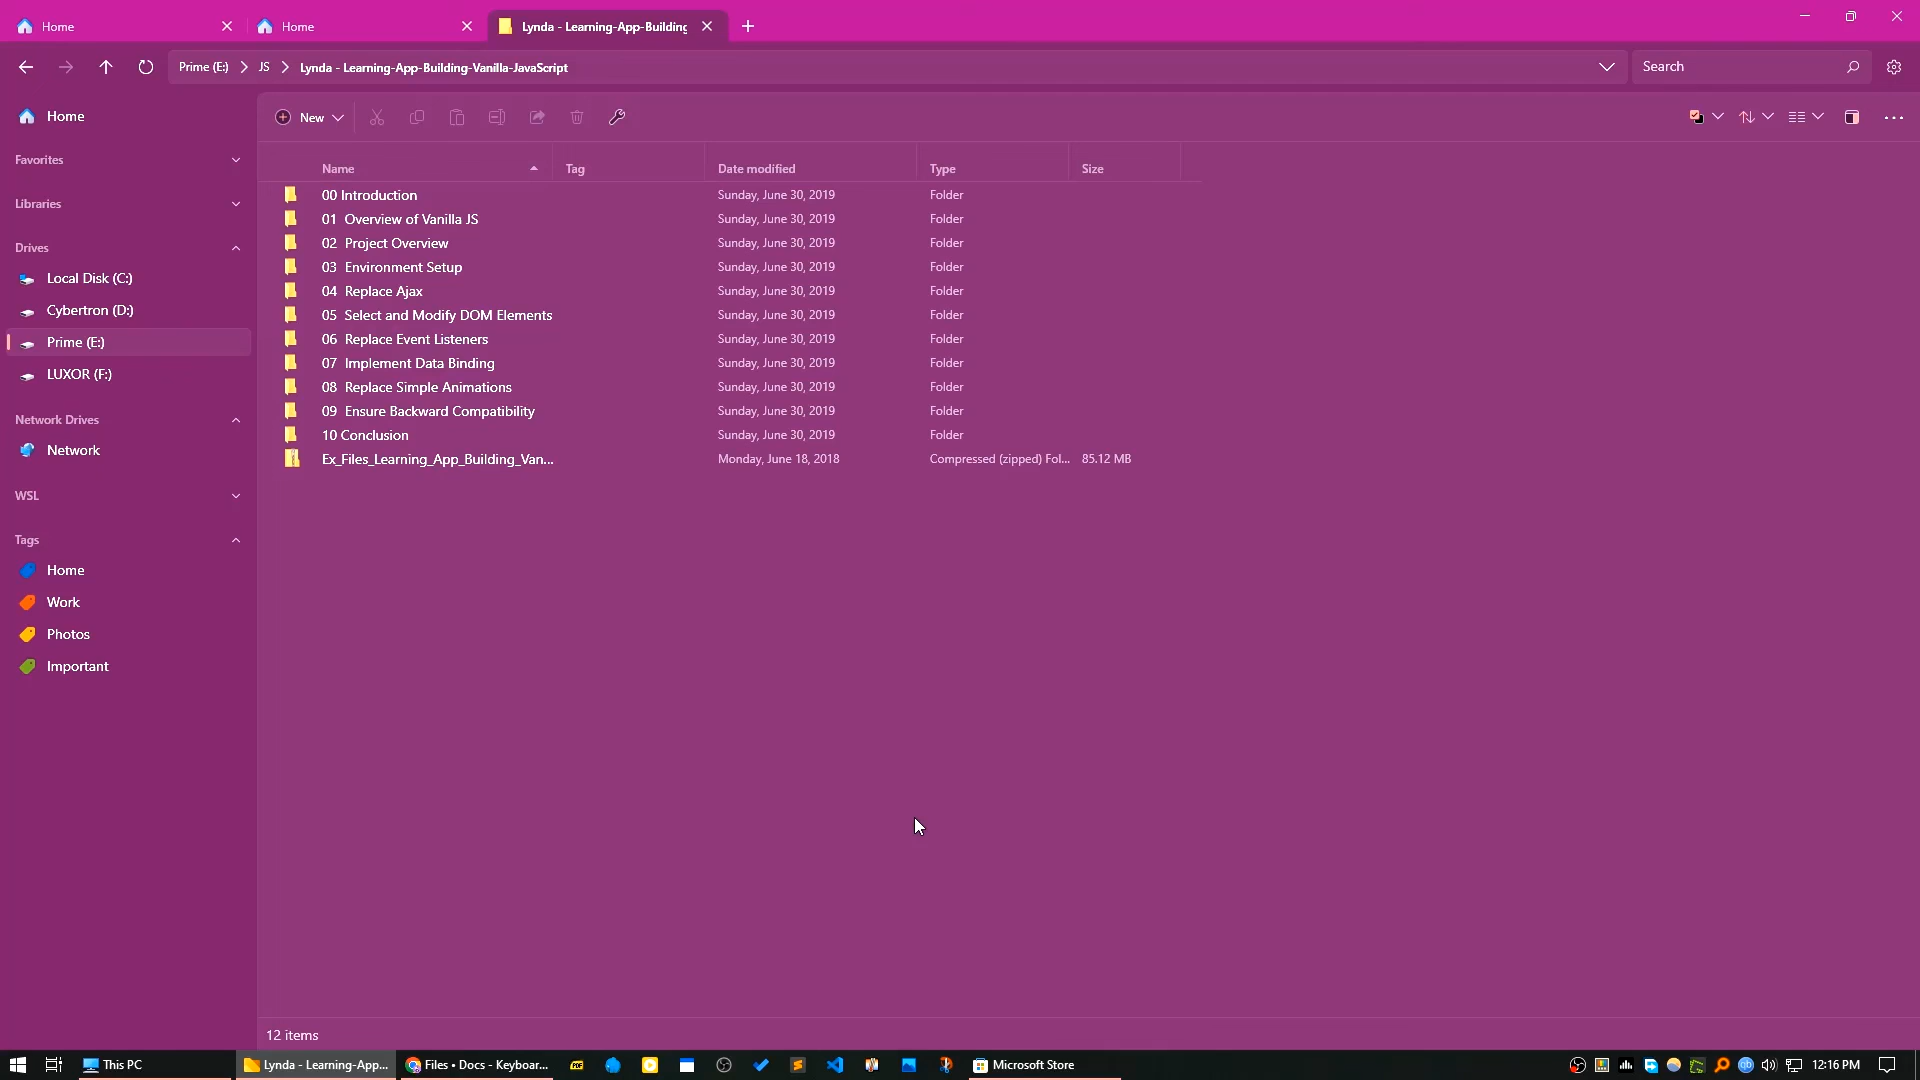 Home
Home
Lynda - Learning-App-Building
Prime (E:)
JS
Lynda - Learning-App-Building-Vanilla-JavaScript
Search
Home
Favorites
Libraries
Drives
Local Disk (C:)
Cybertron (D:)
Prime (E:)
LUXOR (F:)
Network Drives
Network
WSL
Tags
Home
Work
Photos
Important
New
Name Tag Date modified Type Size
00 Introduction Sunday, June 30, 2019 Folder
01 Overview of Vanilla JS Sunday, June 30, 2019 Folder
02 Project Overview Sunday, June 30, 2019 Folder
03 Environment Setup Sunday, June 30, 2019 Folder
04 Replace Ajax Sunday, June 30, 2019 Folder
05 Select and Modify DOM Elements Sunday, June 30, 2019 Folder
06 Replace Event Listeners Sunday, June 30, 2019 Folder
07 Implement Data Binding Sunday, June 30, 2019 Folder
08 Replace Simple Animations Sunday, June 30, 2019 Folder
09 Ensure Backward Compatibility Sunday, June 30, 2019 Folder
10 Conclusion Sunday, June 30, 2019 Folder
Ex_Files_Learning_App_Building_Van... Monday, June 18, 2018 Compressed (zipped) Fol... 85.12 MB
12 items
This PC
Lynda - Learning-App...
Files • Docs - Keyboar...
Microsoft Store
12:16 PM